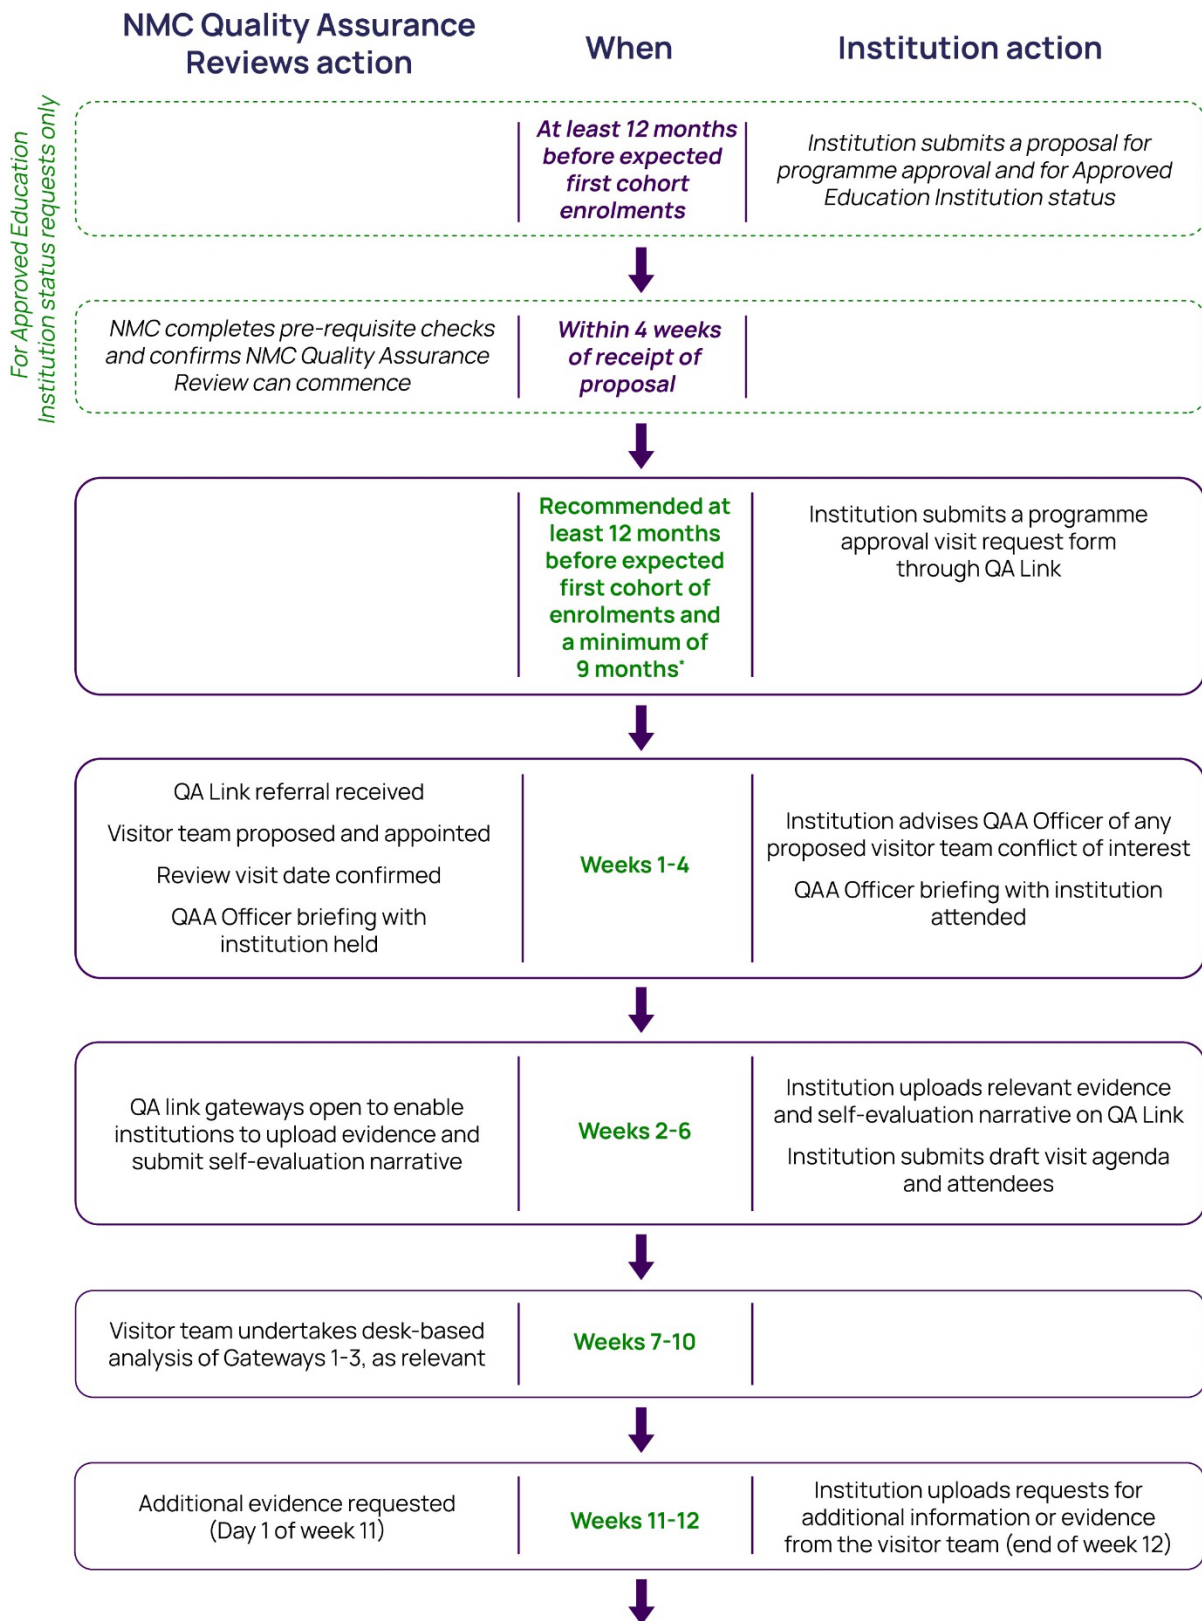 NMC Quality Assurance
Reviews action
When
Institution action
For Approved Education
Institution status requests only
At least 12 months
before expected
first cohort
enrolments
Institution submits a proposal for
programme approval and for Approved
Education Institution status
NMC completes pre-requisite checks
and confirms NMC Quality Assurance
Review can commence
Within 4 weeks
of receipt of
proposal
Recommended at
least 12 months
before expected
first cohort of
enrolments and
a minimum of
9 months*
Institution submits a programme
approval visit request form
through QA Link
QA Link referral received
Visitor team proposed and appointed
Review visit date confirmed
QAA Officer briefing with
institution held
Weeks 1-4
Institution advises QAA Officer of any
proposed visitor team conflict of interest
QAA Officer briefing with institution
attended
QA link gateways open to enable
institutions to upload evidence and
submit self-evaluation narrative
Weeks 2-6
Institution uploads relevant evidence
and self-evaluation narrative on QA Link
Institution submits draft visit agenda
and attendees
Visitor team undertakes desk-based
analysis of Gateways 1-3, as relevant
Weeks 7-10
Additional evidence requested
(Day 1 of week 11)
Weeks 11-12
Institution uploads requests for
additional information or evidence
from the visitor team (end of week 12)